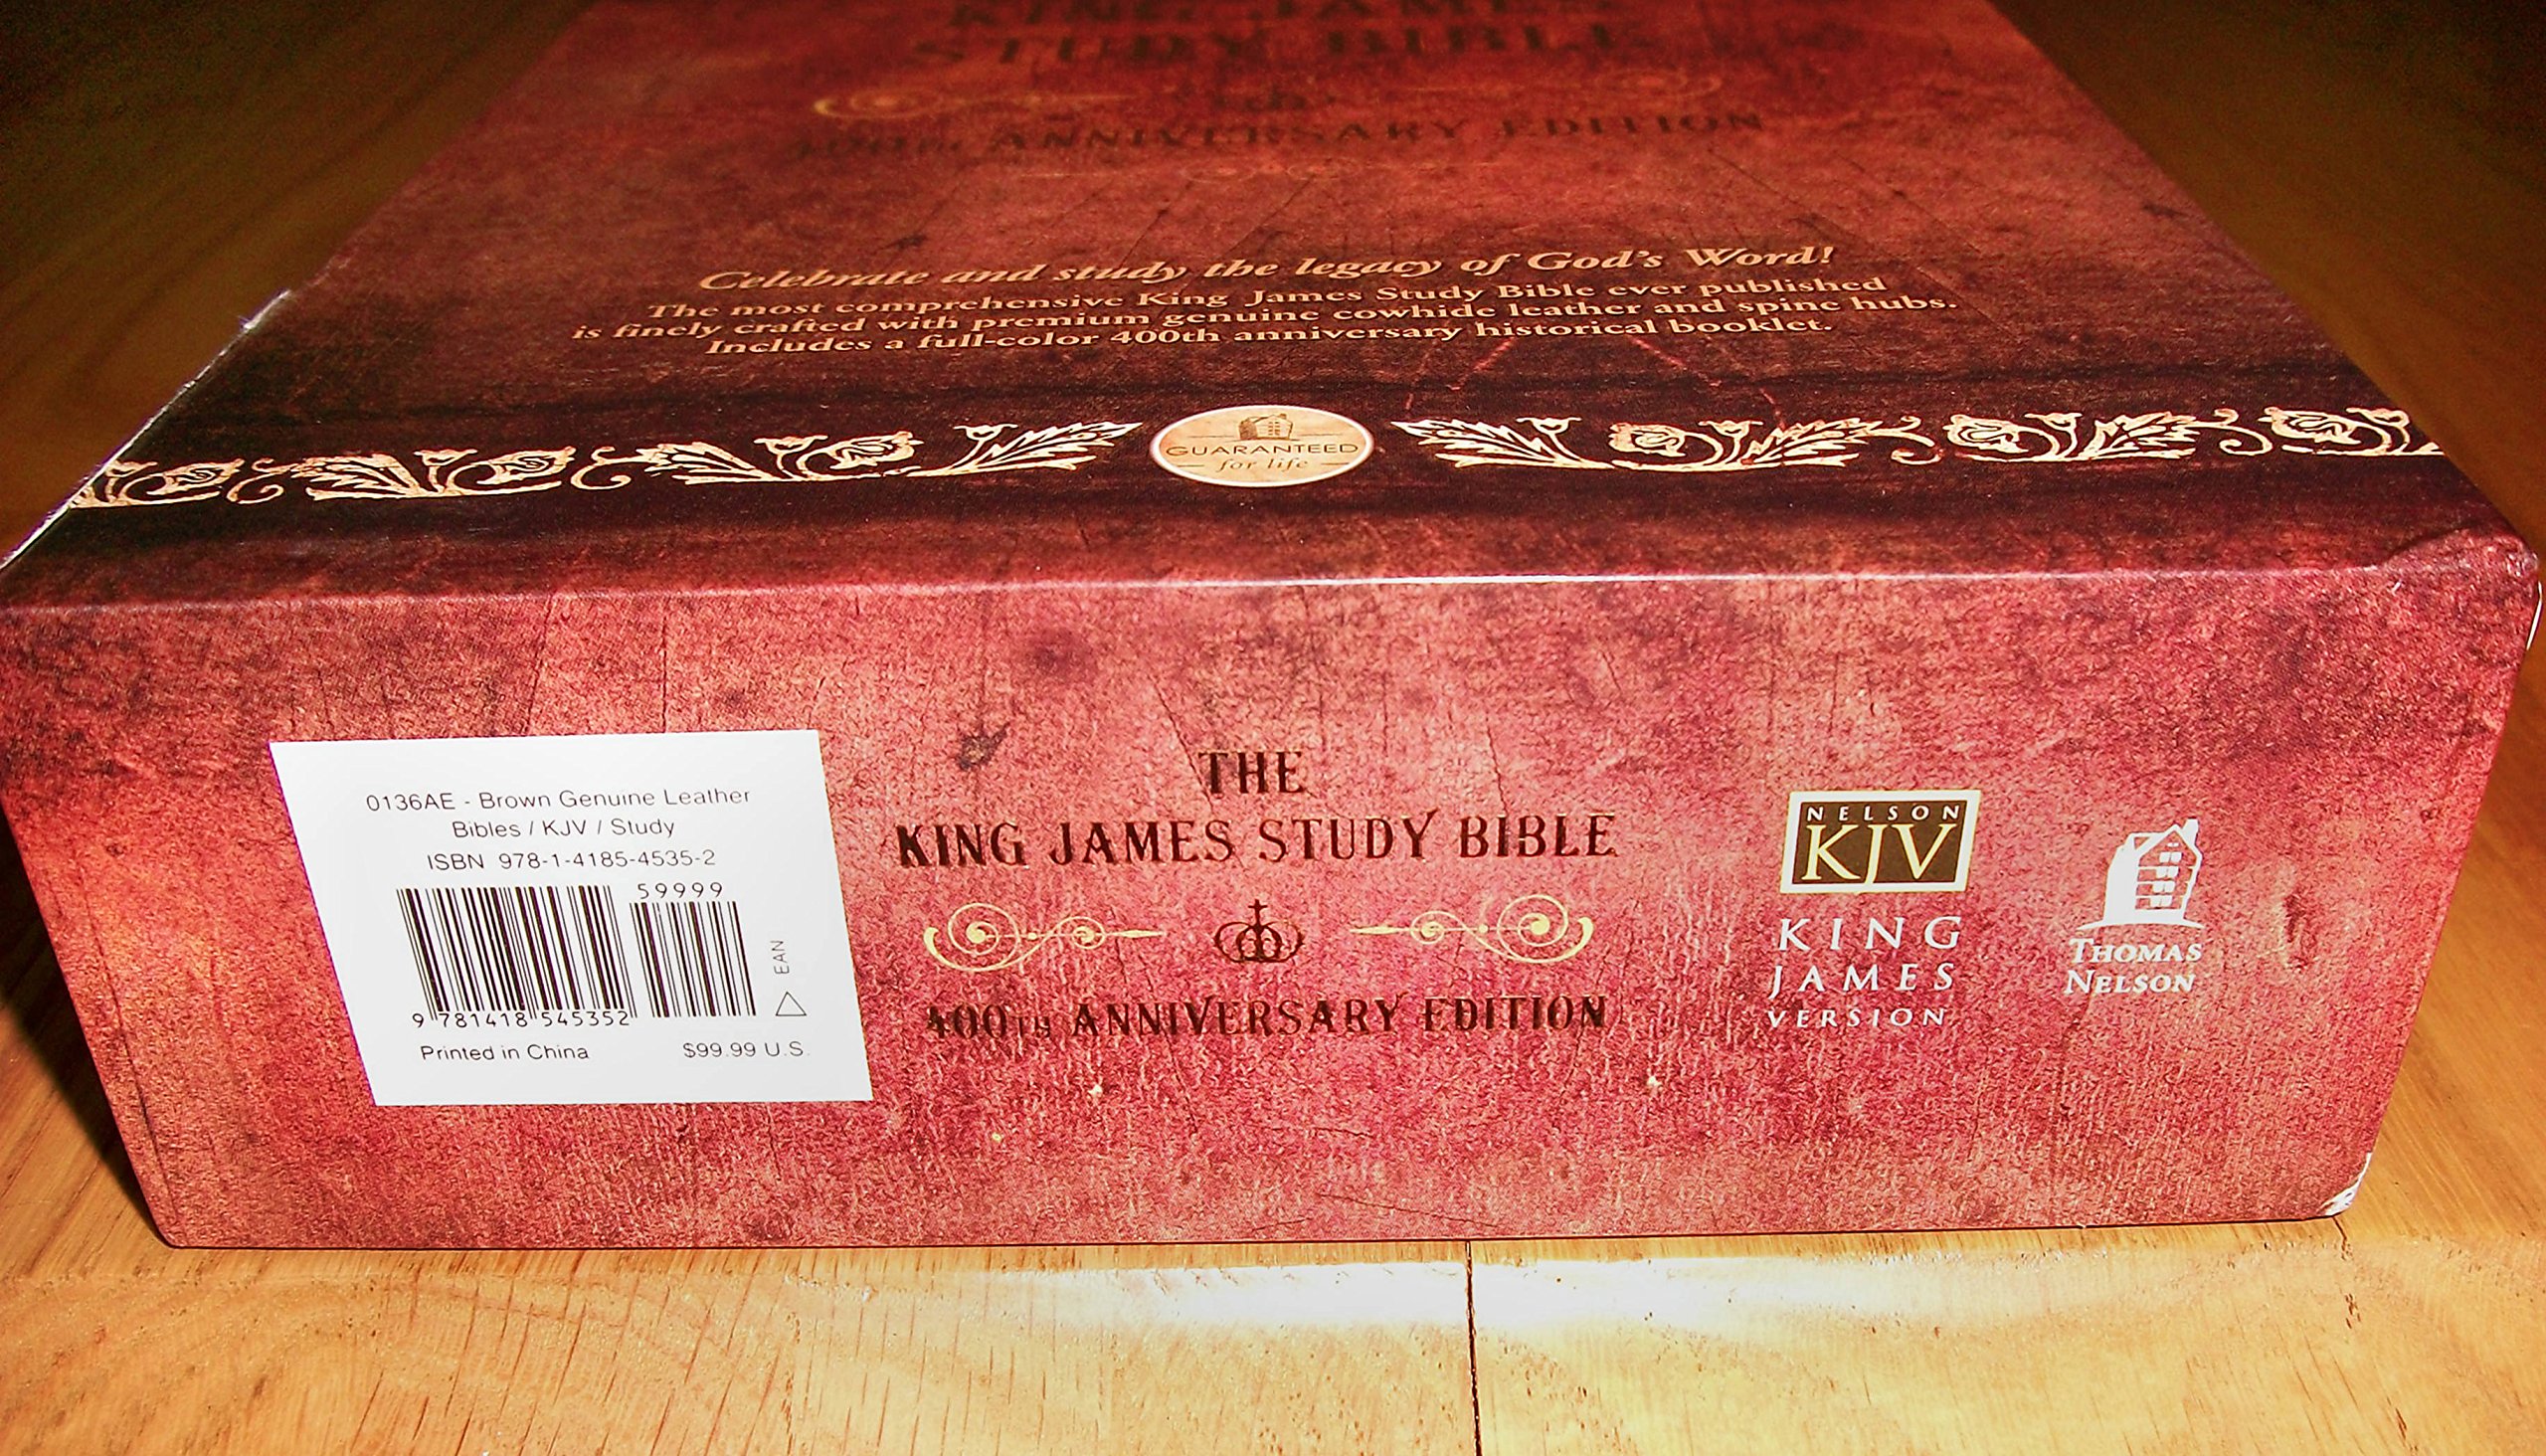 KING JAMES
STUDY BIBLE
400TH ANNIVERSARY EDITION
Celebrate and study the legacy of God's Word!
The most comprehensive King James Study Bible ever published
is finely crafted with premium genuine cowhide leather and spine hubs.
Includes a full-color 400th anniversary historical booklet.
GUARANTEED
for life
0136AE - Brown Genuine Leather
Bibles / KJV / Study
ISBN 978-1-4185-4535-2
59999
EAN
9 781418 545352
Printed in China $99.99 U.S.
THE
KING JAMES STUDY BIBLE
400TH ANNIVERSARY EDITION
NELSON
KJV
KING
JAMES
VERSION
THOMAS
NELSON